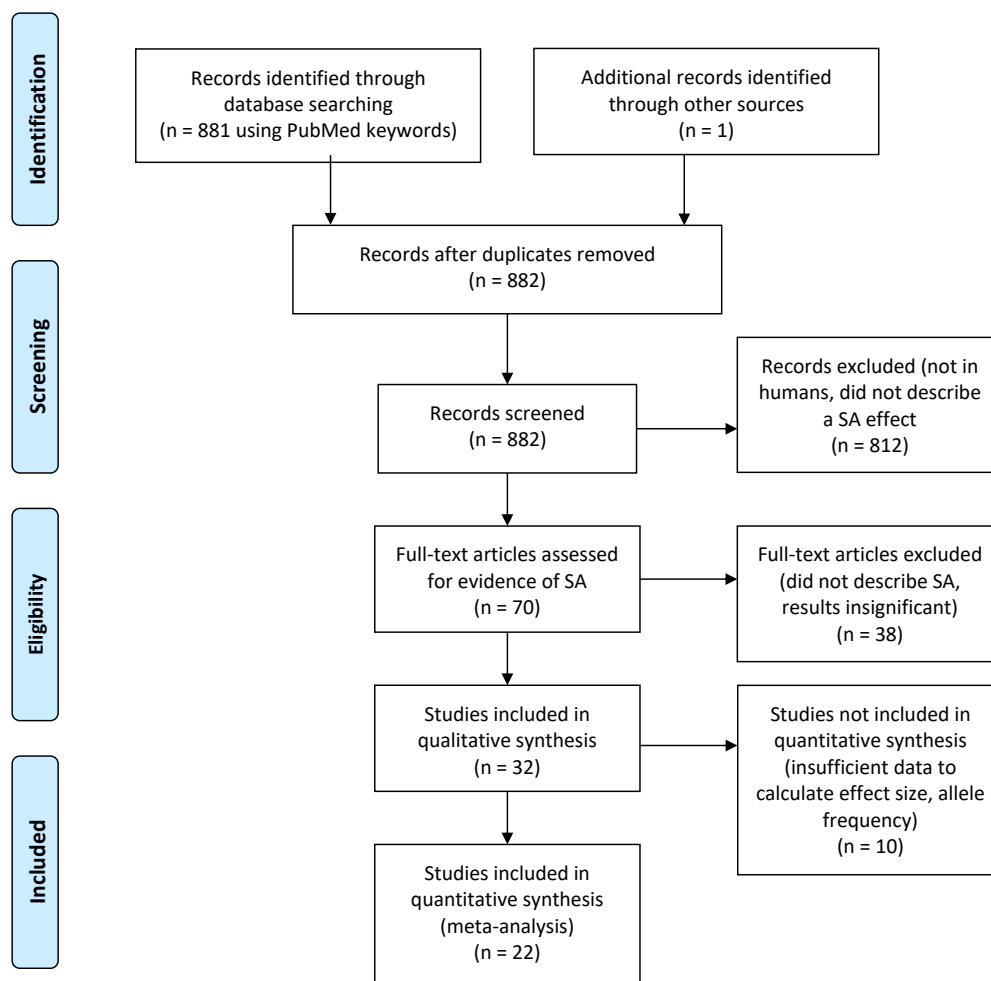 Identification
Records identified through
database searching
(n = 881 using PubMed keywords)
Additional records identified
through other sources
(n = 1)
Records after duplicates removed
(n = 882)
Screening
Records screened
(n = 882)
Records excluded (not in
humans, did not describe
a SA effect
(n = 812)
Eligibility
Full-text articles assessed
for evidence of SA
(n = 70)
Full-text articles excluded
(did not describe SA,
results insignificant)
(n = 38)
Studies included in
qualitative synthesis
(n = 32)
Studies not included in
quantitative synthesis
(insufficient data to
calculate effect size, allele
frequency)
(n = 10)
Included
Studies included in
quantitative synthesis
(meta-analysis)
(n = 22)